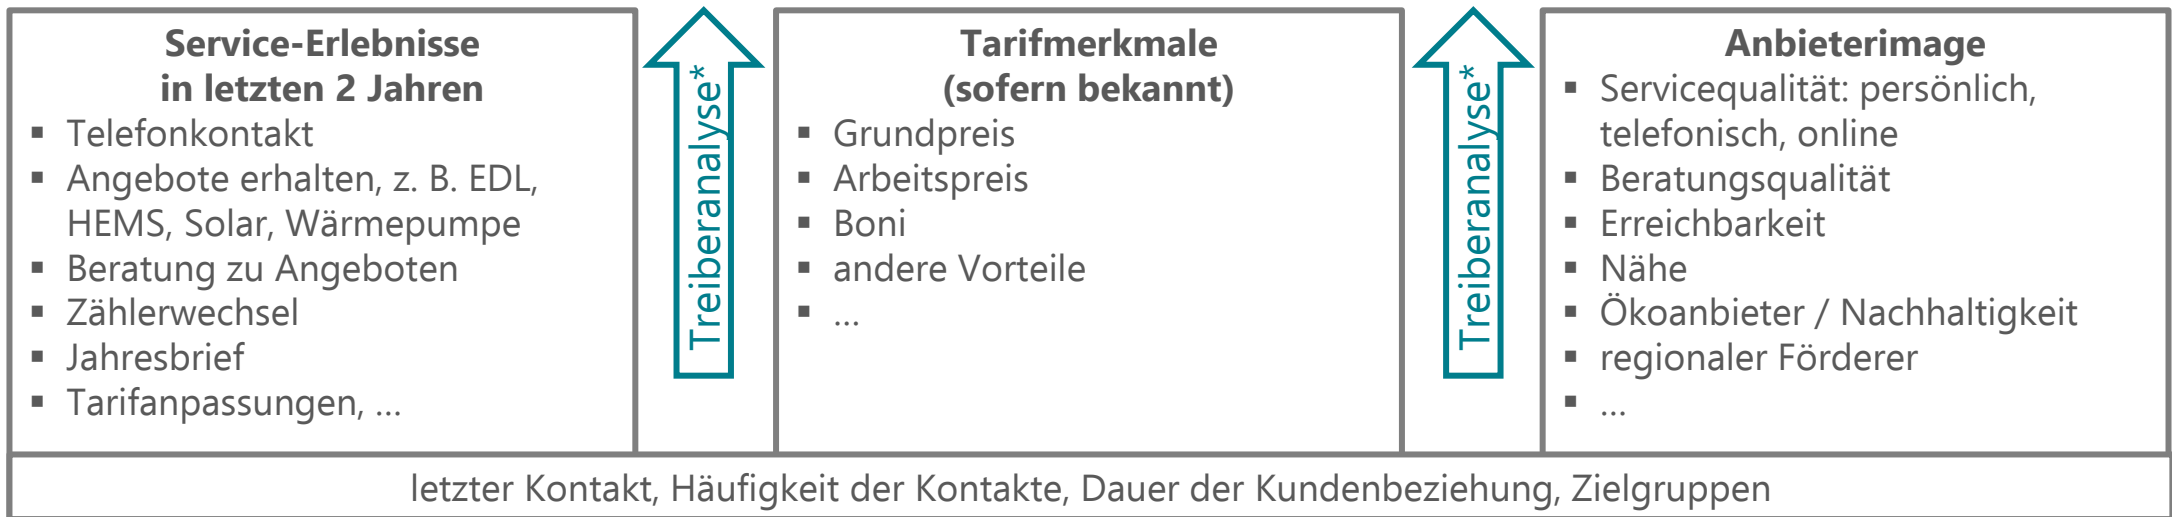 Service-Erlebnisse
in letzten 2 Jahren
▪ Telefonkontakt
▪ Angebote erhalten, z. B. EDL,
HEMS, Solar, Wärmepumpe
▪ Beratung zu Angeboten
▪ Zählerwechsel
▪ Jahresbrief
▪ Tarifanpassungen, ...
Treiberanalyse*
Tarifmerkmale
(sofern bekannt)
▪ Grundpreis
▪ Arbeitspreis
▪ Boni
▪ andere Vorteile
▪ ...
Treiberanalyse*
Anbieterimage
▪ Servicequalität: persönlich,
telefonisch, online
▪ Beratungsqualität
▪ Erreichbarkeit
▪ Nähe
▪ Ökoanbieter / Nachhaltigkeit
▪ regionaler Förderer
▪ ...
letzter Kontakt, Häufigkeit der Kontakte, Dauer der Kundenbeziehung, Zielgruppen